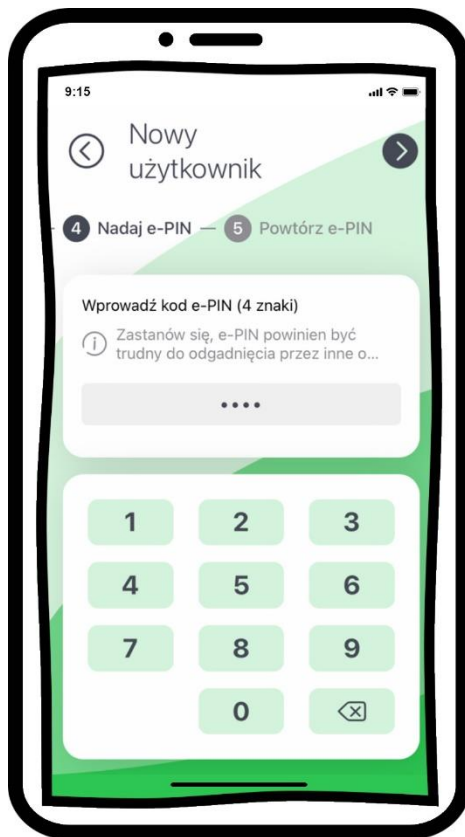 9:15
Nowy
użytkownik
4 Nadaj e-PIN — 5 Powtórz e-PIN
Wprowadź kod e-PIN (4 znaki)
Zastanów się, e-PIN powinien być
trudny do odgadnięcia przez inne o...
••••
1 2 3
4 5 6
7 8 9
0